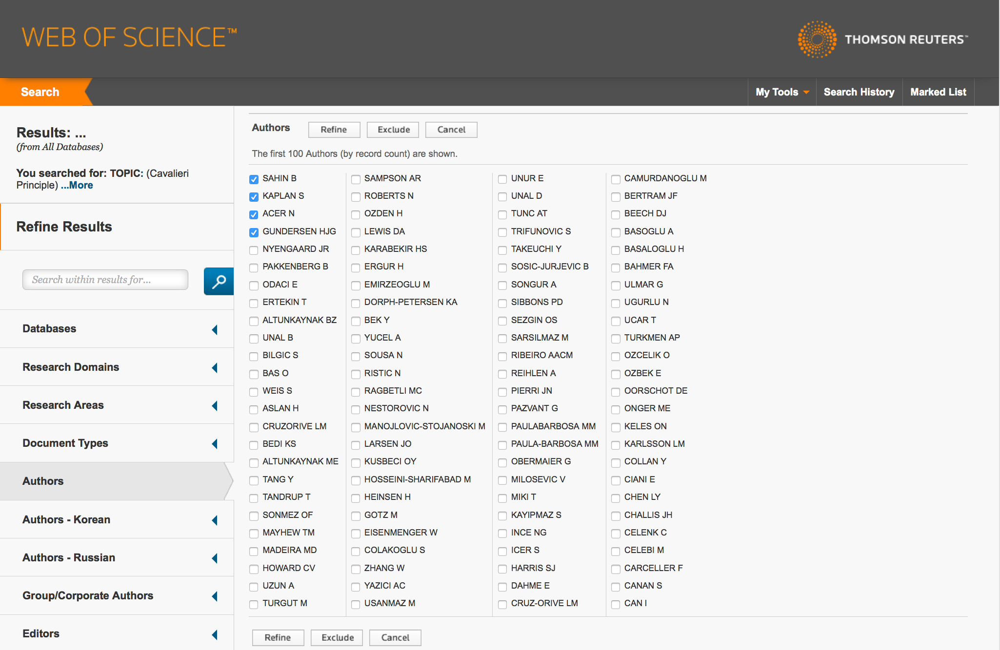 WEB OF SCIENCE™
THOMSON REUTERS™
Search
My Tools
Search History
Marked List
Results: ...
(from All Databases)
You searched for: TOPIC: (Cavalieri
Principle) ...More
Refine Results
Search within results for...
Databases
Research Domains
Research Areas
Document Types
Authors
Authors - Korean
Authors - Russian
Group/Corporate Authors
Editors
Authors
Refine
Exclude
Cancel
The first 100 Authors (by record count) are shown.
SAHIN B
KAPLAN S
ACER N
GUNDERSEN HJG
NYENGAARD JR
PAKKENBERG B
ODACI E
ERTEKIN T
ALTUNKAYNAK BZ
UNAL B
BILGIC S
BAS O
WEIS S
ASLAN H
CRUZORIVE LM
BEDI KS
ALTUNKAYNAK ME
TANG Y
TANDRUP T
SONMEZ OF
MAYHEW TM
MADEIRA MD
HOWARD CV
UZUN A
TURGUT M
SAMPSON AR
ROBERTS N
OZDEN H
LEWIS DA
KARABEKIR HS
ERGUR H
EMIRZEOGLU M
DORPH-PETERSEN KA
BEK Y
YUCEL A
SOUSA N
RISTIC N
RAGBETLI MC
NESTOROVIC N
MANOJLOVIC-STOJANOSKI M
LARSEN JO
KUSBECI OY
HOSSEINI-SHARIFABAD M
HEINSEN H
GOTZ M
EISENMENGER W
COLAKOGLU S
ZHANG W
YAZICI AC
USANMAZ M
UNUR E
UNAL D
TUNC AT
TRIFUNOVIC S
TAKEUCHI Y
SOSIC-JURJEVIC B
SONGUR A
SIBBONS PD
SEZGIN OS
SARSILMAZ M
RIBEIRO AACM
REIHLEN A
PIERRI JN
PAZVANT G
PAULABARBOSA MM
PAULA-BARBOSA MM
OBERMAIER G
MILOSEVIC V
MIKI T
KAYIPMAZ S
INCE NG
ICER S
HARRIS SJ
DAHME E
CRUZ-ORIVE LM
CAMURDANOGLU M
BERTRAM JF
BEECH DJ
BASOGLU A
BASALOGLU H
BAHMER FA
ULMAR G
UGURLU N
UCAR T
TURKMEN AP
OZCELIK O
OZBEK E
OORSCHOT DE
ONGER ME
KELES ON
KARLSSON LM
COLLAN Y
CIANI E
CHEN LY
CHALLIS JH
CELENK C
CELEBI M
CARCELLER F
CANAN S
CAN I
Refine
Exclude
Cancel